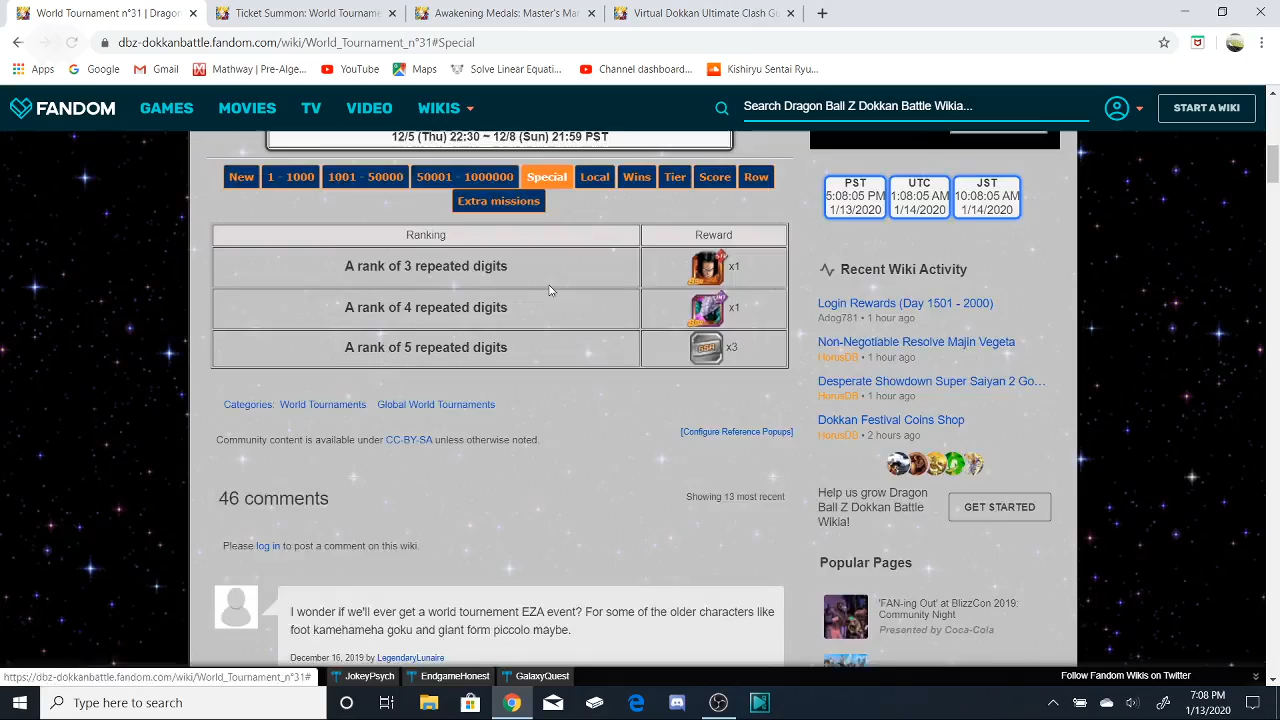 World Tournament n°31 | Dragon
Ticket Summon: World Tourname
Awakening Medals: Master's Mar
Virtual Dokkan Ultimate Clash Gu
dbz-dokkanbattle.fandom.com/wiki/World_Tournament_n°31#Special
Apps
Google
Gmail
Mathway | Pre-Alge...
YouTube
Maps
Solve Linear Equati...
Channel dashboard...
Kishiryu Sentai Ryu...
FANDOM
GAMES
MOVIES
TV
VIDEO
WIKIS
Search Dragon Ball Z Dokkan Battle Wikia...
START A WIKI
12/5 (Thu) 22:30 ~ 12/8 (Sun) 21:59 PST
New
1 - 1000
1001 - 50000
50001 - 1000000
Special
Local
Wins
Tier
Score
Row
Extra missions
Ranking
Reward
A rank of 3 repeated digits
x1
A rank of 4 repeated digits
x1
A rank of 5 repeated digits
x3
Categories: World Tournaments Global World Tournaments
Community content is available under CC-BY-SA unless otherwise noted.
[Configure Reference Popups]
46 comments
Showing 13 most recent
Please log in to post a comment on this wiki.
I wonder if we'll ever get a world tournement EZA event? For some of the older characters like
foot kamehameha goku and giant form piccolo maybe.
December 16, 2019 by LegendaryLunaire
PST
5:08:05 PM
1/13/2020
UTC
1:08:05 AM
1/14/2020
JST
10:08:05 AM
1/14/2020
Recent Wiki Activity
Login Rewards (Day 1501 - 2000)
Adog781 • 1 hour ago
Non-Negotiable Resolve Majin Vegeta
HorusDB • 1 hour ago
Desperate Showdown Super Saiyan 2 Go...
HorusDB • 1 hour ago
Dokkan Festival Coins Shop
HorusDB • 2 hours ago
Help us grow Dragon
Ball Z Dokkan Battle
Wikia!
GET STARTED
Popular Pages
'FAN-ing Out' at BlizzCon 2019:
Community Night
Presented by Coca-Cola
https://dbz-dokkanbattle.fandom.com/wiki/World_Tournament_n°31#
JokeyPsych
EndgameHonest
GalaxyQuest
Follow Fandom Wikis on Twitter
Type here to search
7:08 PM
1/13/2020